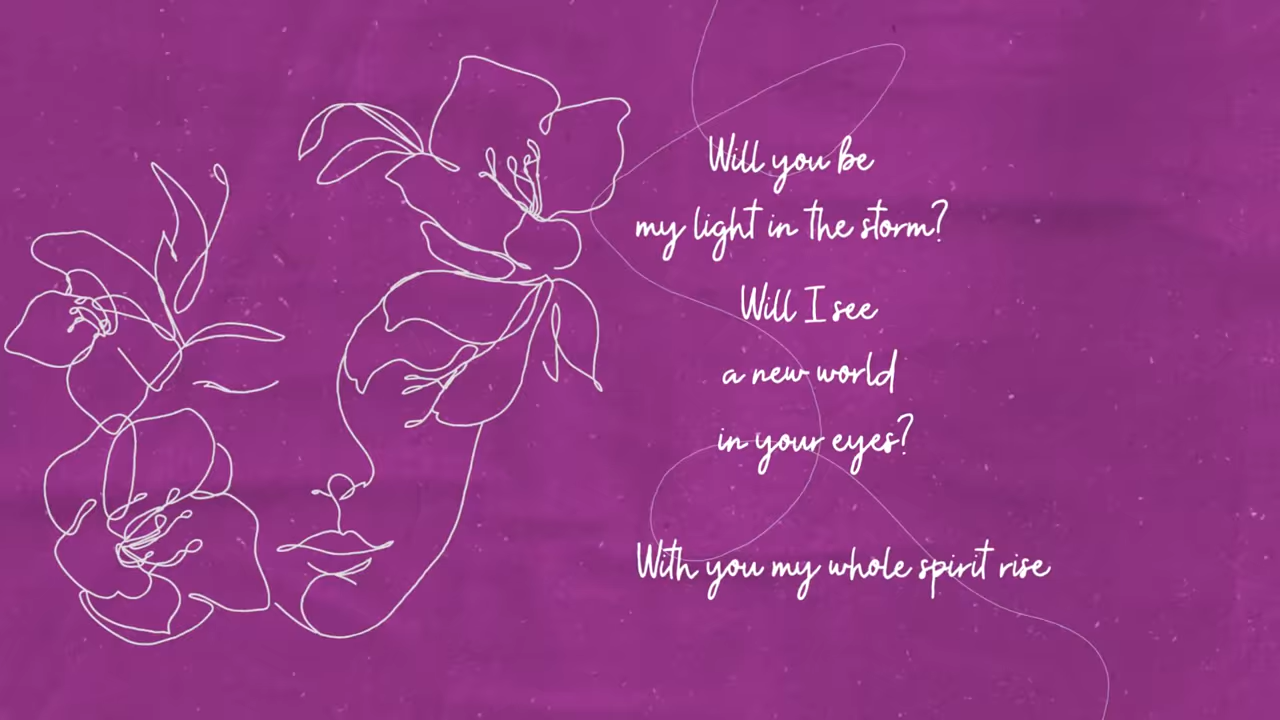 Will you be
my light in the storm?
Will I see
a new world
in your eyes?
With you my whole spirit rise